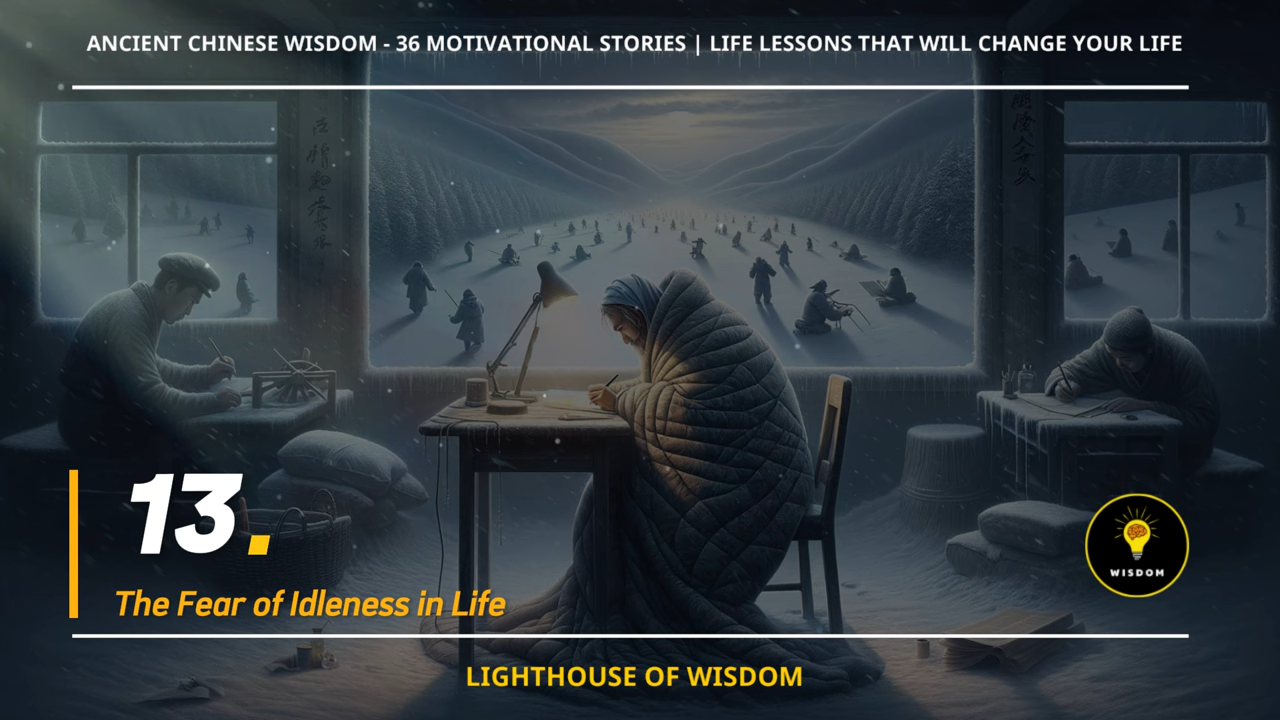 ANCIENT CHINESE WISDOM - 36 MOTIVATIONAL STORIES | LIFE LESSONS THAT WILL CHANGE YOUR LIFE
13.
The Fear of Idleness in Life
WISDOM
LIGHTHOUSE OF WISDOM